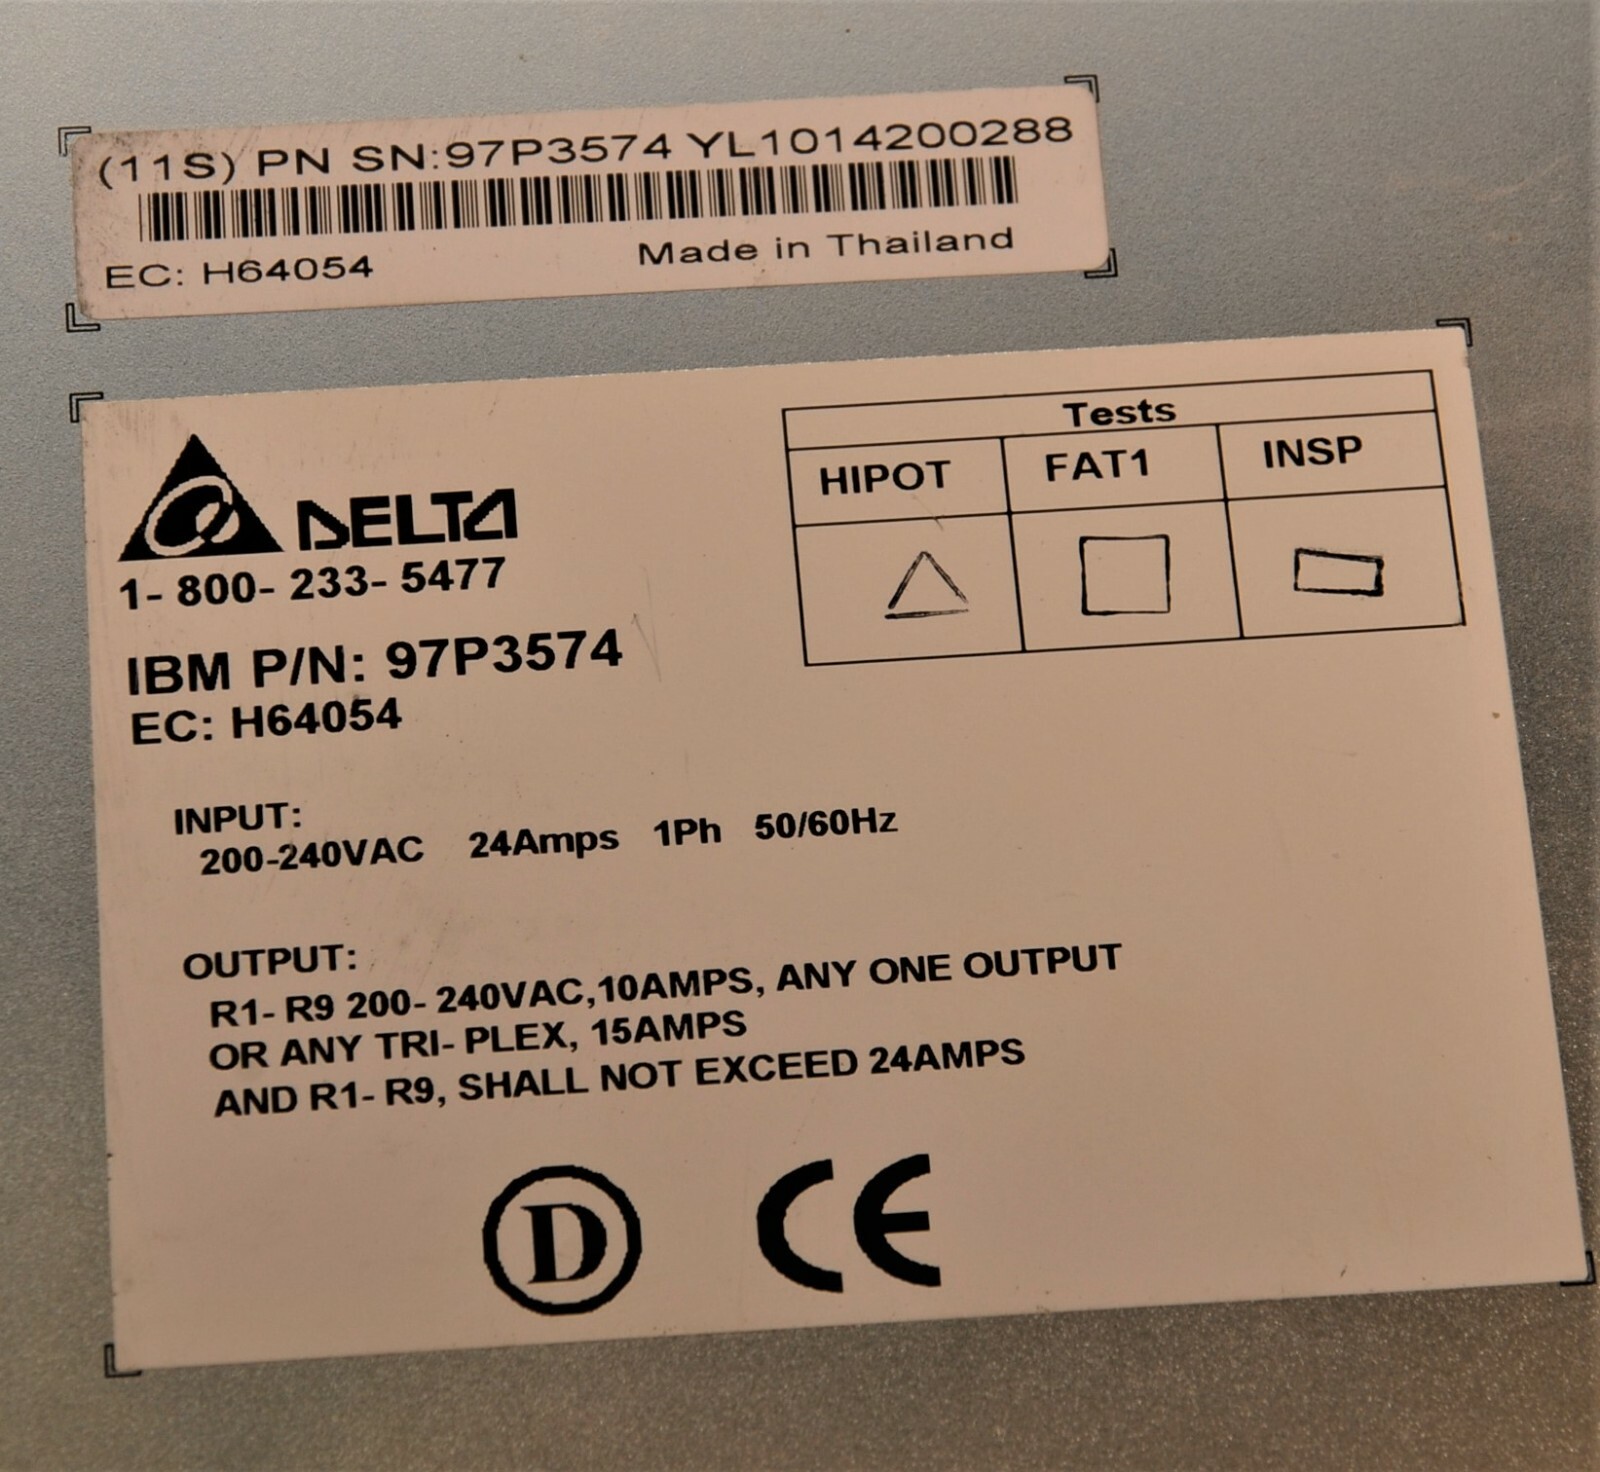 (11S) PN SN:97P3574 YL1014200288
EC: H64054
Made in Thailand
DELTA
1-800-233-5477
IBM P/N: 97P3574
EC: H64054
Tests
HIPOT FAT1 INSP
INPUT:
200-240VAC 24Amps 1Ph 50/60Hz
OUTPUT:
R1-R9 200-240VAC,10AMPS, ANY ONE OUTPUT
OR ANY TRI-PLEX, 15AMPS
AND R1-R9, SHALL NOT EXCEED 24AMPS
D CE